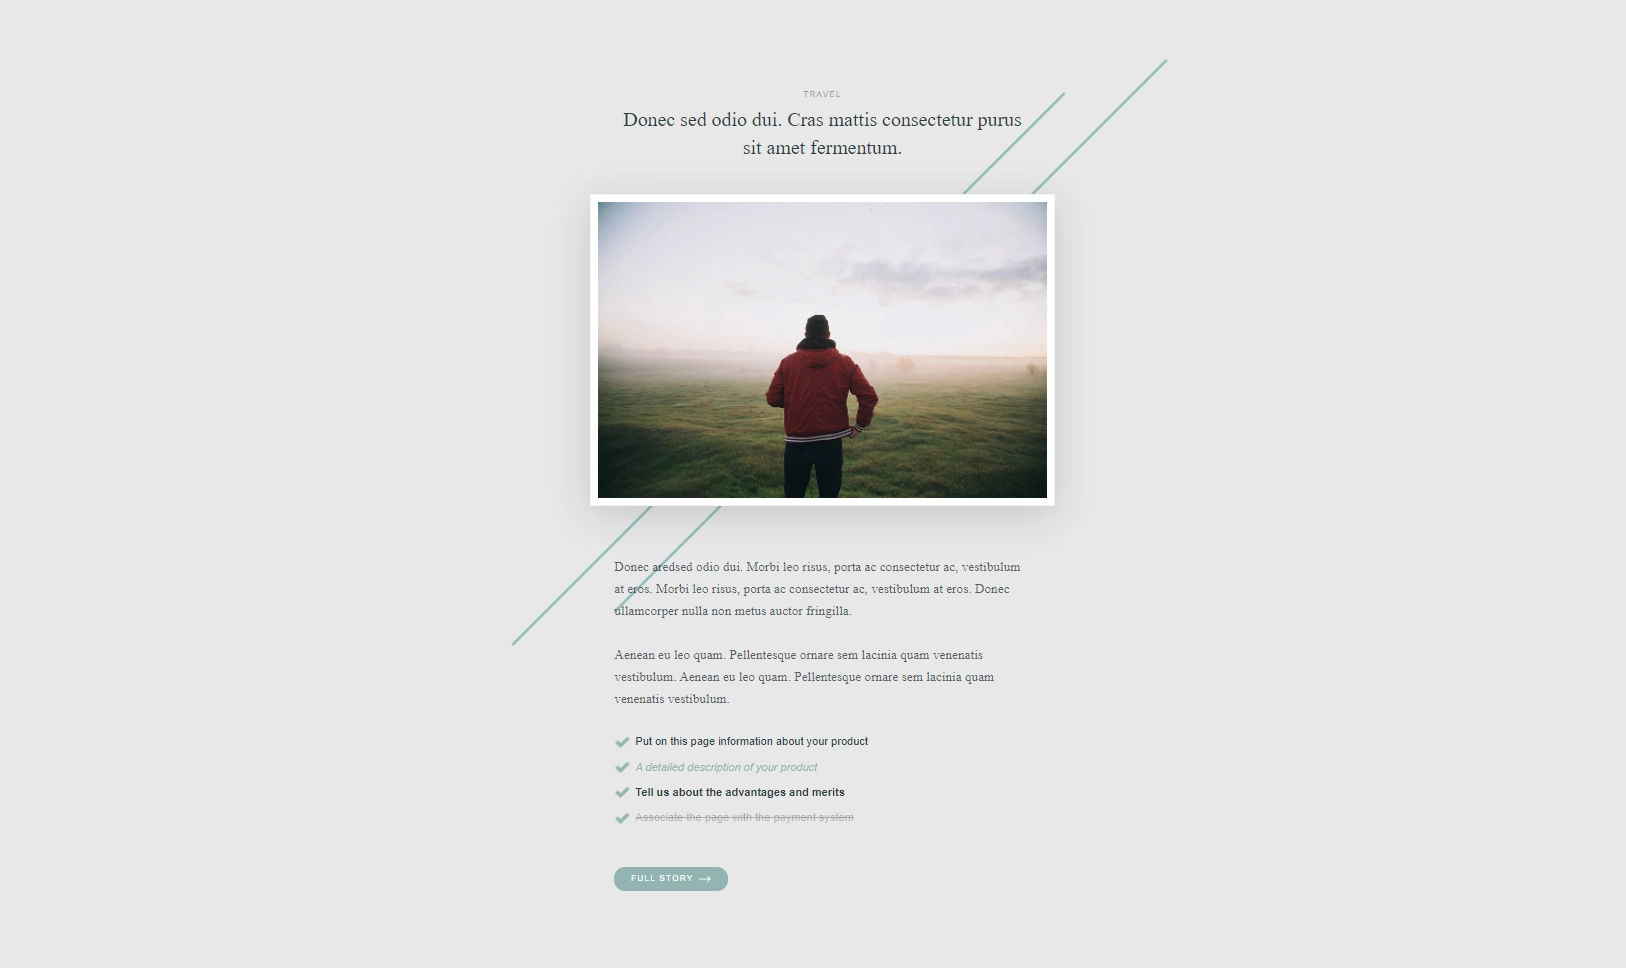 TRAVEL
Donec sed odio dui. Cras mattis consectetur purus
sit amet fermentum.
Donec aredsed odio dui. Morbi leo risus, porta ac consectetur ac, vestibulum
at eros. Morbi leo risus, porta ac consectetur ac, vestibulum at eros. Donec
ullamcorper nulla non metus auctor fringilla.
Aenean eu leo quam. Pellentesque ornare sem lacinia quam venenatis
vestibulum. Aenean eu leo quam. Pellentesque ornare sem lacinia quam
venenatis vestibulum.
Put on this page information about your product
A detailed description of your product
Tell us about the advantages and merits
Associate the page with the payment system
FULL STORY